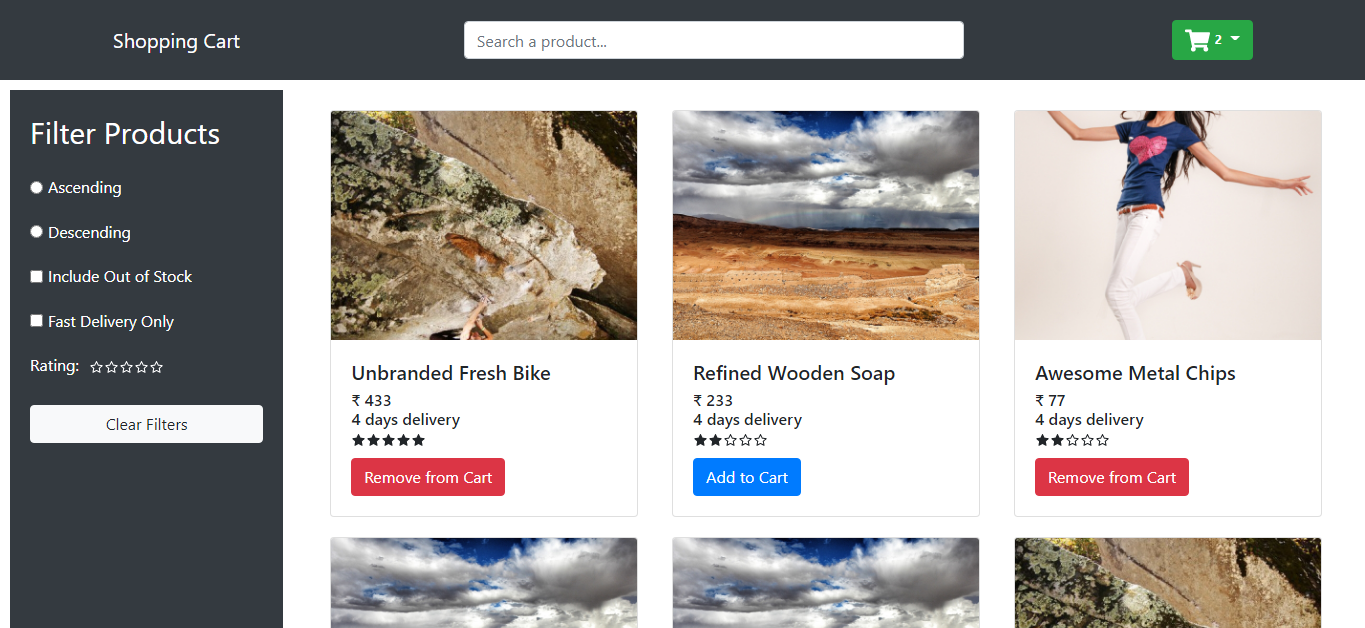 Shopping Cart
Search a product...
2
Filter Products
Ascending
Descending
Include Out of Stock
Fast Delivery Only
Rating:
Clear Filters
Unbranded Fresh Bike
₹ 433
4 days delivery
Remove from Cart
Refined Wooden Soap
₹ 233
4 days delivery
Add to Cart
Awesome Metal Chips
₹ 77
4 days delivery
Remove from Cart